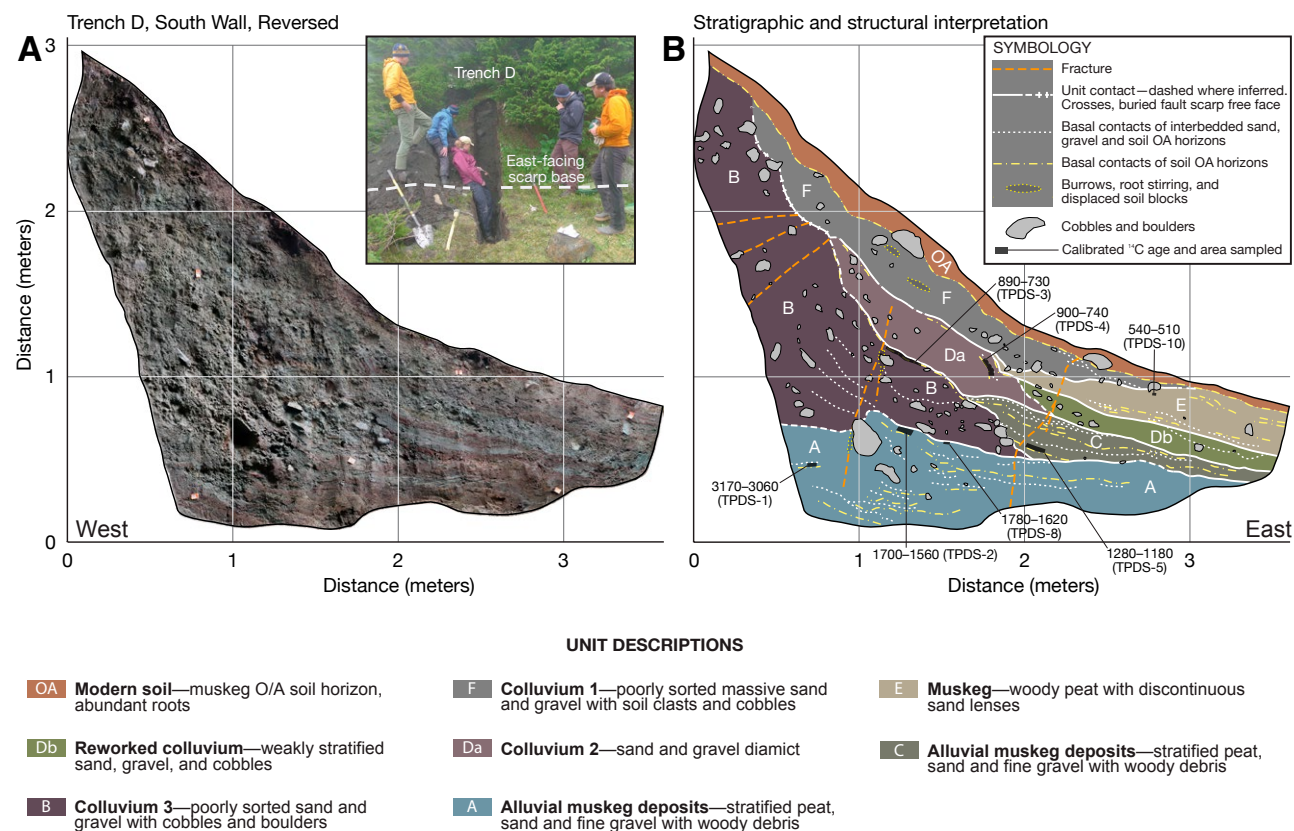 Trench D, South Wall, Reversed
A
3
2
1
0
Distance (meters)
Trench D
East-facing
scarp base
West
0
1
2
3
Distance (meters)
Stratigraphic and structural interpretation
B
SYMBOLOGY
Fracture
Unit contact—dashed where inferred.
Crosses, buried fault scarp free face
Basal contacts of interbedded sand,
gravel and soil OA horizons
Basal contacts of soil OA horizons
Burrows, root stirring, and
displaced soil blocks
Cobbles and boulders
Calibrated ¹⁴C age and area sampled
B
F
OA
F
B
Da
B
E
Db
C
A
A
890–730
(TPDS-3)
900–740
(TPDS-4)
540–510
(TPDS-10)
3170–3060
(TPDS-1)
1780–1620
(TPDS-8)
1700–1560 (TPDS-2)
1280–1180
(TPDS-5)
East
0
1
2
3
Distance (meters)
UNIT DESCRIPTIONS
OA Modern soil—muskeg O/A soil horizon,
abundant roots
Db Reworked colluvium—weakly stratified
sand, gravel, and cobbles
B Colluvium 3—poorly sorted sand and
gravel with cobbles and boulders
F Colluvium 1—poorly sorted massive sand
and gravel with soil clasts and cobbles
Da Colluvium 2—sand and gravel diamict
A Alluvial muskeg deposits—stratified peat,
sand and fine gravel with woody debris
E Muskeg—woody peat with discontinuous
sand lenses
C Alluvial muskeg deposits—stratified peat,
sand and fine gravel with woody debris